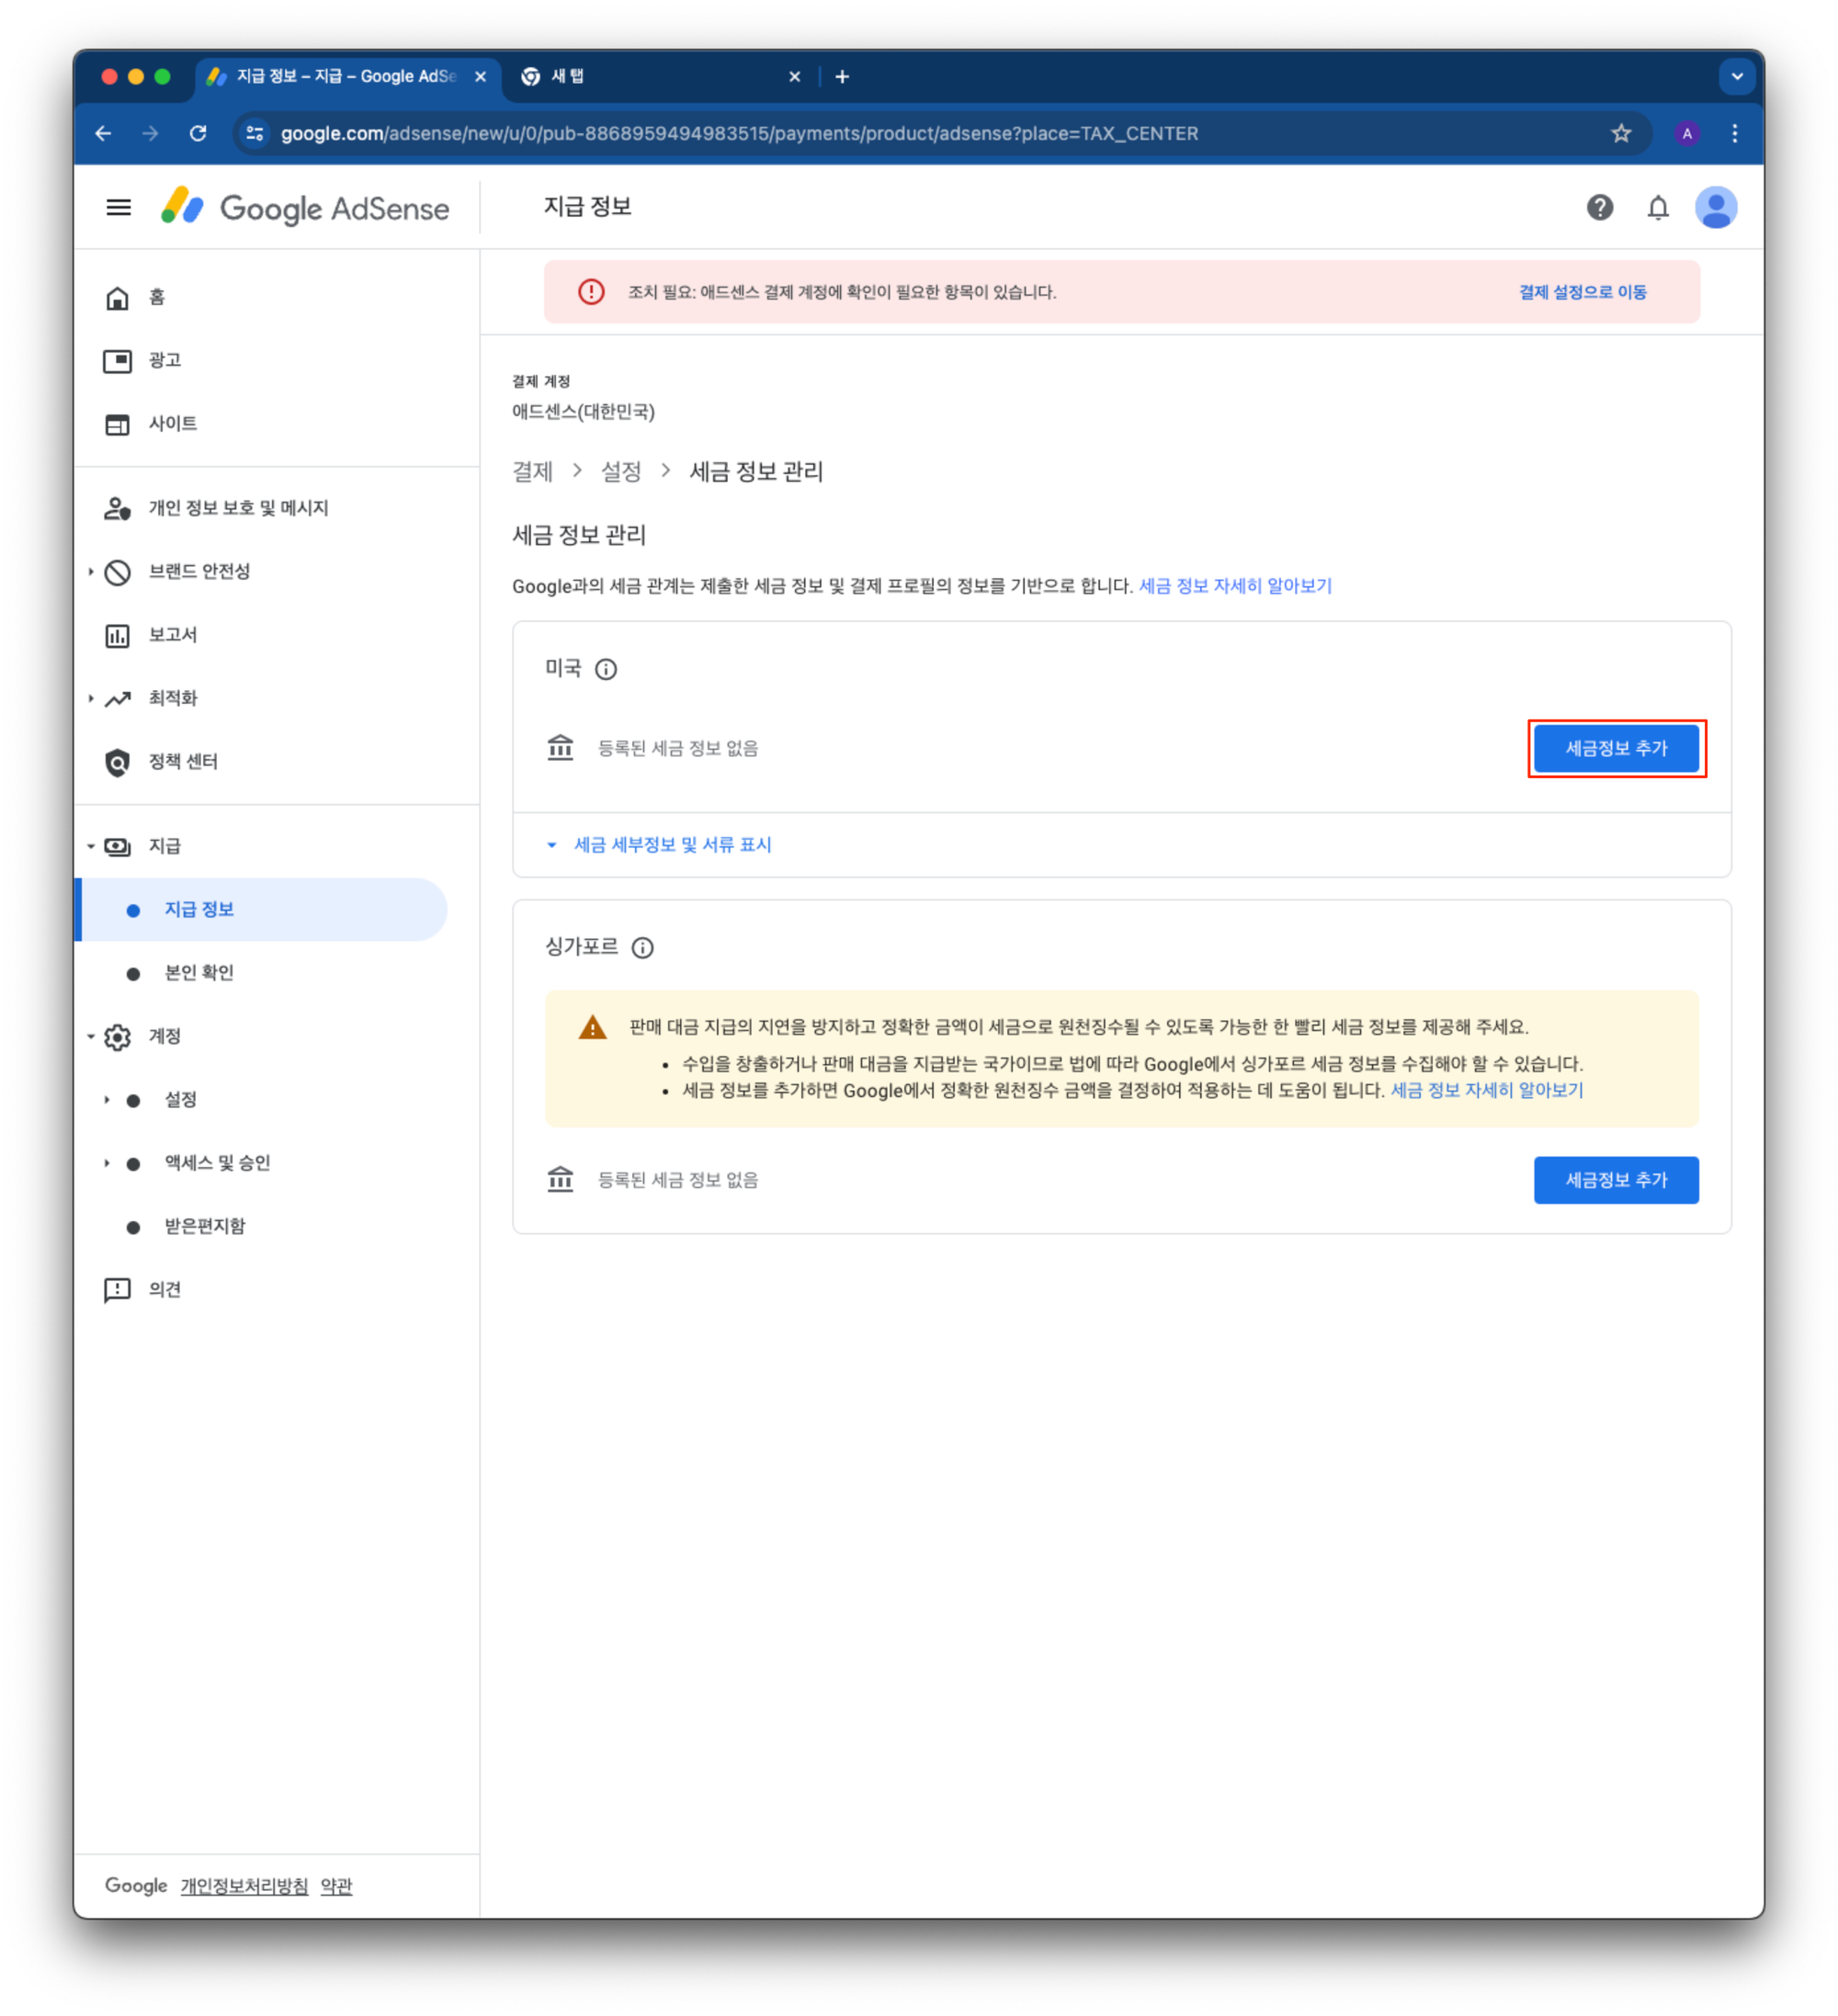 지급 정보 – 지급 – Google AdSe
새 탭
google.com/adsense/new/u/0/pub-8868959494983515/payments/product/adsense?place=TAX_CENTER
A
Google AdSense
지급 정보
홈
광고
사이트
개인 정보 보호 및 메시지
브랜드 안전성
보고서
최적화
정책 센터
지급
지급 정보
본인 확인
계정
설정
액세스 및 승인
받은편지함
의견
Google 개인정보처리방침 약관
조치 필요: 애드센스 결제 계정에 확인이 필요한 항목이 있습니다.
결제 설정으로 이동
결제 계정
애드센스(대한민국)
결제 > 설정 > 세금 정보 관리
세금 정보 관리
Google과의 세금 관계는 제출한 세금 정보 및 결제 프로필의 정보를 기반으로 합니다. 세금 정보 자세히 알아보기
미국
등록된 세금 정보 없음
세금정보 추가
세금 세부정보 및 서류 표시
싱가포르
판매 대금 지급의 지연을 방지하고 정확한 금액이 세금으로 원천징수될 수 있도록 가능한 한 빨리 세금 정보를 제공해 주세요.
• 수입을 창출하거나 판매 대금을 지급받는 국가이므로 법에 따라 Google에서 싱가포르 세금 정보를 수집해야 할 수 있습니다.
• 세금 정보를 추가하면 Google에서 정확한 원천징수 금액을 결정하여 적용하는 데 도움이 됩니다. 세금 정보 자세히 알아보기
등록된 세금 정보 없음
세금정보 추가